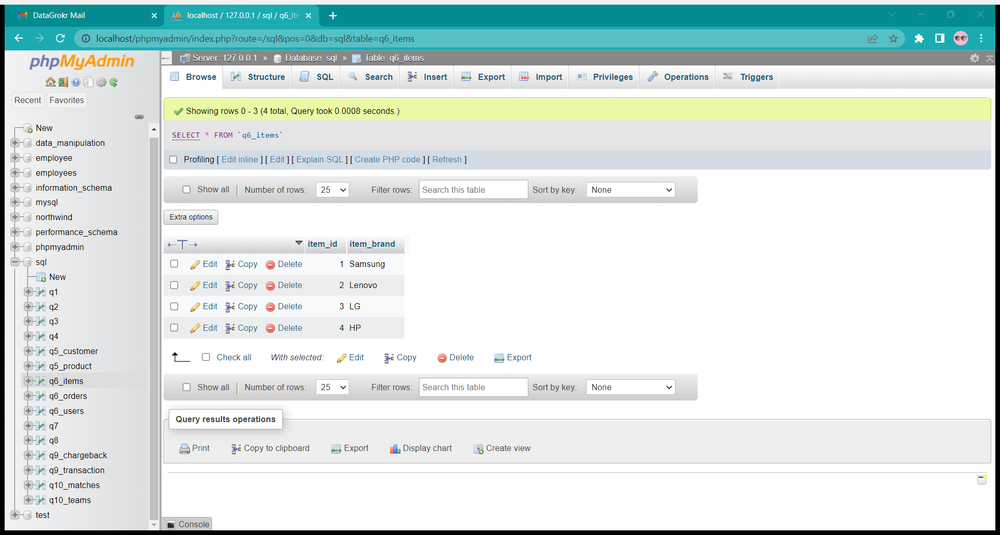 DataGrokr Mail
localhost / 127.0.0.1 / sql / q6_ite
localhost/phpmyadmin/index.php?route=/sql&pos=0&db=sql&table=q6_items
phpMyAdmin
Recent Favorites
New
data_manipulation
employee
employees
information_schema
mysql
northwind
performance_schema
phpmyadmin
sql
New
q1
q2
q3
q4
q5_customer
q5_product
q6_items
q6_orders
q6_users
q7
q8
q9_chargeback
q9_transaction
q10_matches
q10_teams
test
Server: 127.0.0.1 » Database: sql » Table: q6_items
Browse Structure SQL Search Insert Export Import Privileges Operations Triggers
Showing rows 0 - 3 (4 total, Query took 0.0008 seconds.)
SELECT * FROM `q6_items`
Profiling [ Edit inline ] [ Edit ] [ Explain SQL ] [ Create PHP code ] [ Refresh ]
Show all Number of rows: 25 Filter rows: Search this table Sort by key: None
Extra options
←T→ item_id item_brand
Edit Copy Delete 1 Samsung
Edit Copy Delete 2 Lenovo
Edit Copy Delete 3 LG
Edit Copy Delete 4 HP
Check all With selected: Edit Copy Delete Export
Show all Number of rows: 25 Filter rows: Search this table Sort by key: None
Query results operations
Print Copy to clipboard Export Display chart Create view
Console